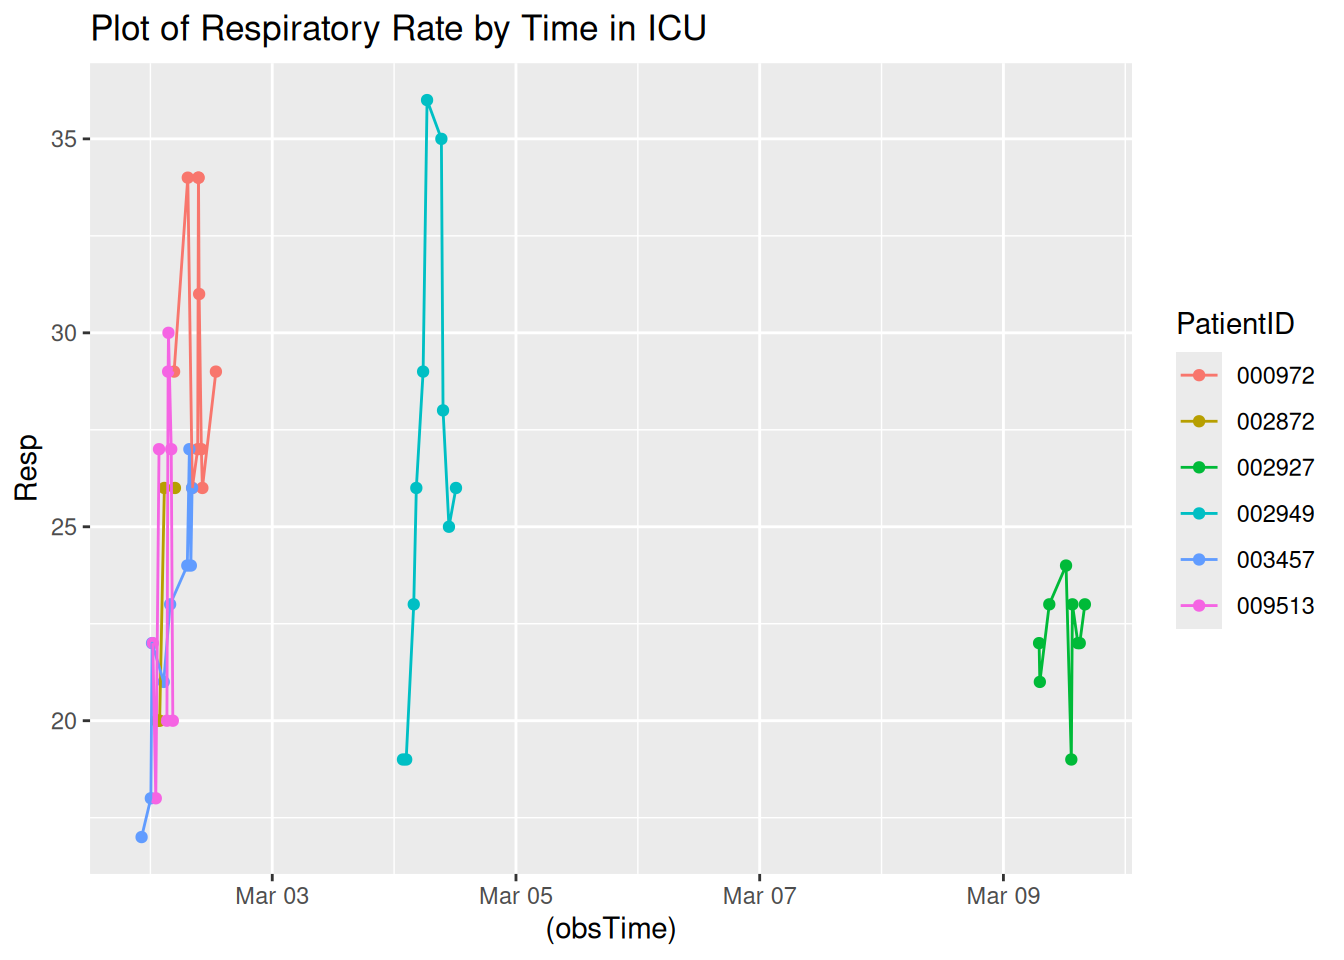 Plot of Respiratory Rate by Time in ICU
35
30
25
20
Resp
Mar 03
Mar 05
Mar 07
Mar 09
(obsTime)
PatientID
000972
002872
002927
002949
003457
009513